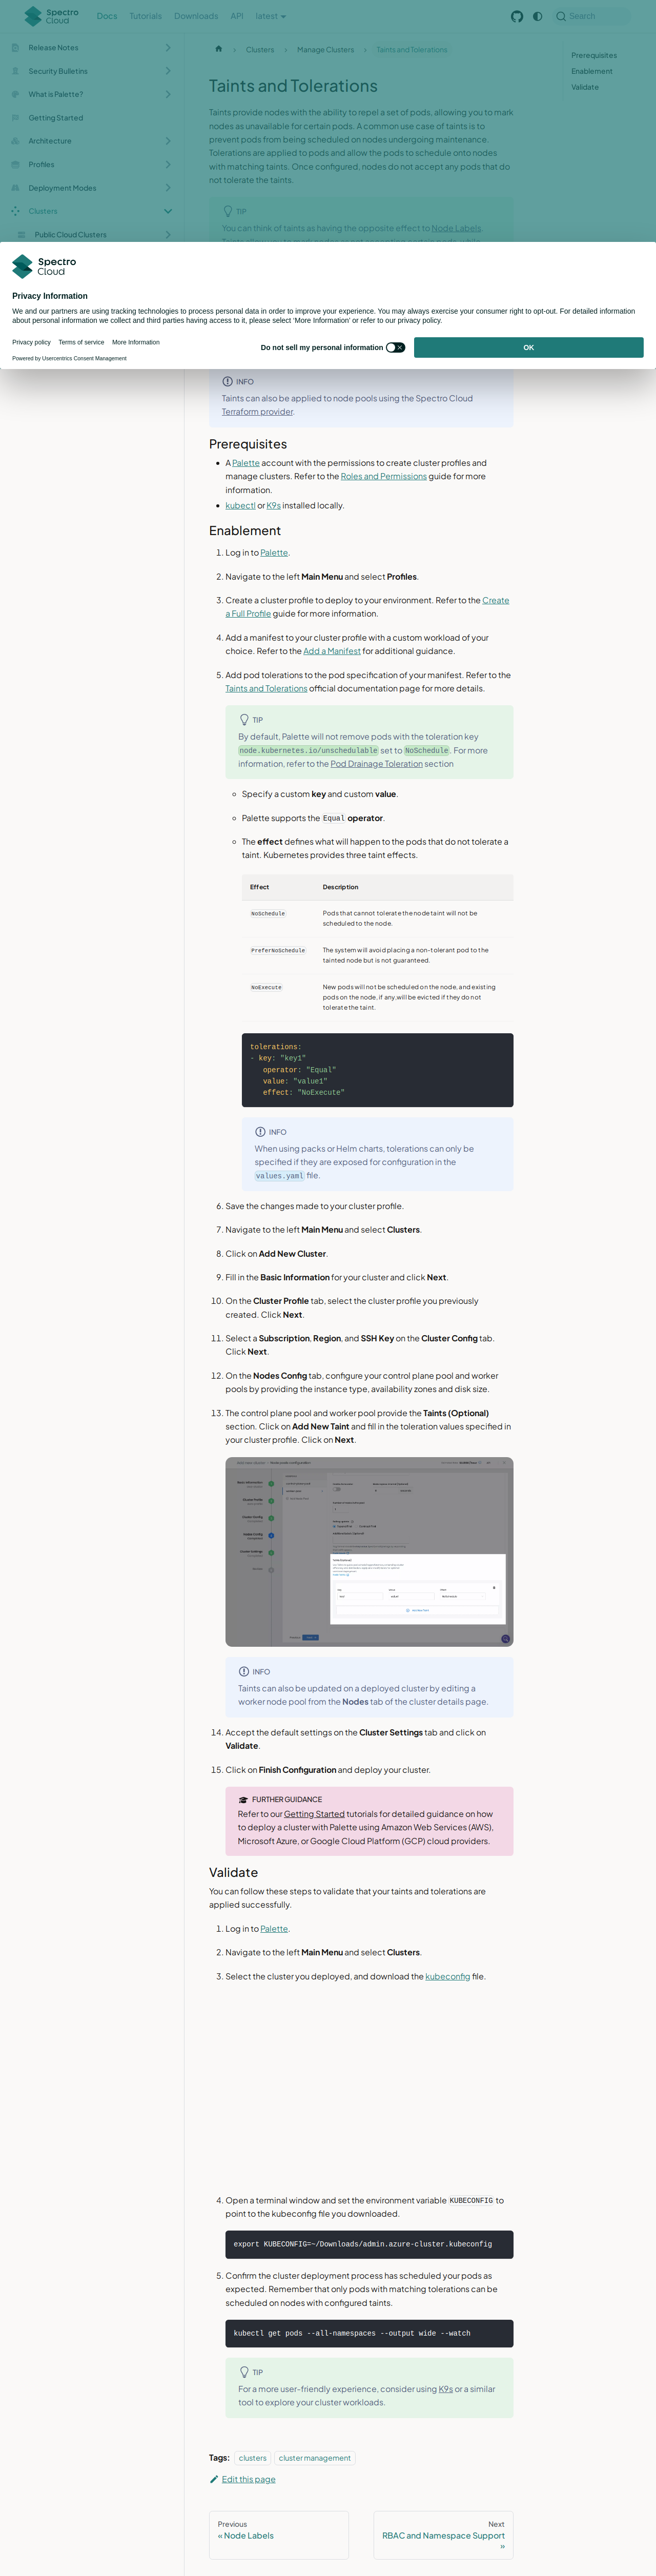 Spectro Cloud
Docs
Tutorials
Downloads
API
latest
Search
Release Notes
Security Bulletins
What is Palette?
Getting Started
Architecture
Profiles
Deployment Modes
Clusters
Public Cloud Clusters
Clusters
Manage Clusters
Taints and Tolerations
Prerequisites
Enablement
Validate
Taints and Tolerations
Taints provide nodes with the ability to repel a set of pods, allowing you to mark
nodes as unavailable for certain pods. A common use case of taints is to
prevent pods from being scheduled on nodes undergoing maintenance.
Tolerations are applied to pods and allow the pods to schedule onto nodes
with matching taints. Once configured, nodes do not accept any pods that do
not tolerate the taints.
TIP
You can think of taints as having the opposite effect to Node Labels.
Spectro
Cloud
Privacy Information
We and our partners are using tracking technologies to process personal data in order to improve your experience. You may always exercise your consumer right to opt-out. For detailed information
about personal information we collect and third parties having access to it, please select 'More Information' or refer to our privacy policy.
Privacy policy
Terms of service
More Information
Powered by Usercentrics Consent Management
Do not sell my personal information
OK
INFO
Taints can also be applied to node pools using the Spectro Cloud
Terraform provider.
Prerequisites
A Palette account with the permissions to create cluster profiles and
manage clusters. Refer to the Roles and Permissions guide for more
information.
kubectl or K9s installed locally.
Enablement
1. Log in to Palette.
2. Navigate to the left Main Menu and select Profiles.
3. Create a cluster profile to deploy to your environment. Refer to the Create
a Full Profile guide for more information.
4. Add a manifest to your cluster profile with a custom workload of your
choice. Refer to the Add a Manifest for additional guidance.
5. Add pod tolerations to the pod specification of your manifest. Refer to the
Taints and Tolerations official documentation page for more details.
TIP
By default, Palette will not remove pods with the toleration key
node.kubernetes.io/unschedulable set to NoSchedule. For more
information, refer to the Pod Drainage Toleration section
Specify a custom key and custom value.
Palette supports the Equal operator.
The effect defines what will happen to the pods that do not tolerate a
taint. Kubernetes provides three taint effects.
Effect
Description
NoSchedule
Pods that cannot tolerate the node taint will not be
scheduled to the node.
PreferNoSchedule
The system will avoid placing a non-tolerant pod to the
tainted node but is not guaranteed.
NoExecute
New pods will not be scheduled on the node, and existing
pods on the node, if any, will be evicted if they do not
tolerate the taint.
tolerations:
- key: "key1"
operator: "Equal"
value: "value1"
effect: "NoExecute"
INFO
When using packs or Helm charts, tolerations can only be
specified if they are exposed for configuration in the
values.yaml file.
6. Save the changes made to your cluster profile.
7. Navigate to the left Main Menu and select Clusters.
8. Click on Add New Cluster.
9. Fill in the Basic Information for your cluster and click Next.
10. On the Cluster Profile tab, select the cluster profile you previously
created. Click Next.
11. Select a Subscription, Region, and SSH Key on the Cluster Config tab.
Click Next.
12. On the Nodes Config tab, configure your control plane pool and worker
pools by providing the instance type, availability zones and disk size.
13. The control plane pool and worker pool provide the Taints (Optional)
section. Click on Add New Taint and fill in the toleration values specified in
your cluster profile. Click on Next.
INFO
Taints can also be updated on a deployed cluster by editing a
worker node pool from the Nodes tab of the cluster details page.
14. Accept the default settings on the Cluster Settings tab and click on
Validate.
15. Click on Finish Configuration and deploy your cluster.
FURTHER GUIDANCE
Refer to our Getting Started tutorials for detailed guidance on how
to deploy a cluster with Palette using Amazon Web Services (AWS),
Microsoft Azure, or Google Cloud Platform (GCP) cloud providers.
Validate
You can follow these steps to validate that your taints and tolerations are
applied successfully.
1. Log in to Palette.
2. Navigate to the left Main Menu and select Clusters.
3. Select the cluster you deployed, and download the kubeconfig file.
4. Open a terminal window and set the environment variable KUBECONFIG to
point to the kubeconfig file you downloaded.
export KUBECONFIG=~/Downloads/admin.azure-cluster.kubeconfig
5. Confirm the cluster deployment process has scheduled your pods as
expected. Remember that only pods with matching tolerations can be
scheduled on nodes with configured taints.
kubectl get pods --all-namespaces --output wide --watch
TIP
For a more user-friendly experience, consider using K9s or a similar
tool to explore your cluster workloads.
Tags:
clusters
cluster management
Edit this page
Previous
« Node Labels
Next
RBAC and Namespace Support
»